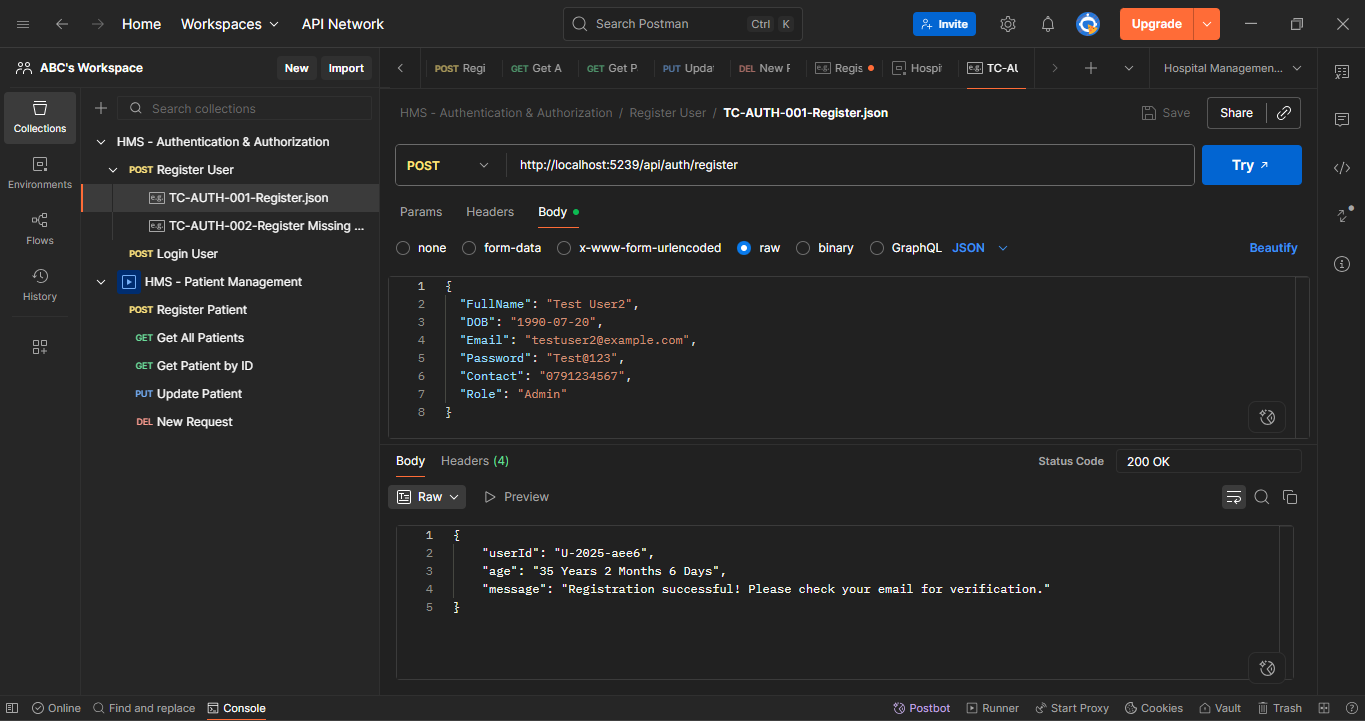 Home Workspaces API Network Search Postman Ctrl K Invite Upgrade
ABC's Workspace New Import POST Regi GET Get A GET Get P PUT Updat DEL New F e.g. Regis Hospit e.g. TC-AU Hospital Managemen...
Collections
Environments
Flows
History
Search collections
HMS - Authentication & Authorization
POST Register User
e.g. TC-AUTH-001-Register.json
e.g. TC-AUTH-002-Register Missing ...
POST Login User
HMS - Patient Management
POST Register Patient
GET Get All Patients
GET Get Patient by ID
PUT Update Patient
DEL New Request
HMS - Authentication & Authorization / Register User / TC-AUTH-001-Register.json Save Share
POST http://localhost:5239/api/auth/register Try
Params Headers Body
none form-data x-www-form-urlencoded raw binary GraphQL JSON Beautify
1 {
2 "FullName": "Test User2",
3 "DOB": "1990-07-20",
4 "Email": "testuser2@example.com",
5 "Password": "Test@123",
6 "Contact": "0791234567",
7 "Role": "Admin"
8 }
Body Headers (4) Status Code 200 OK
Raw Preview
1 {
2 "userId": "U-2025-aee6",
3 "age": "35 Years 2 Months 6 Days",
4 "message": "Registration successful! Please check your email for verification."
5 }
Online Find and replace Console Postbot Runner Start Proxy Cookies Vault Trash